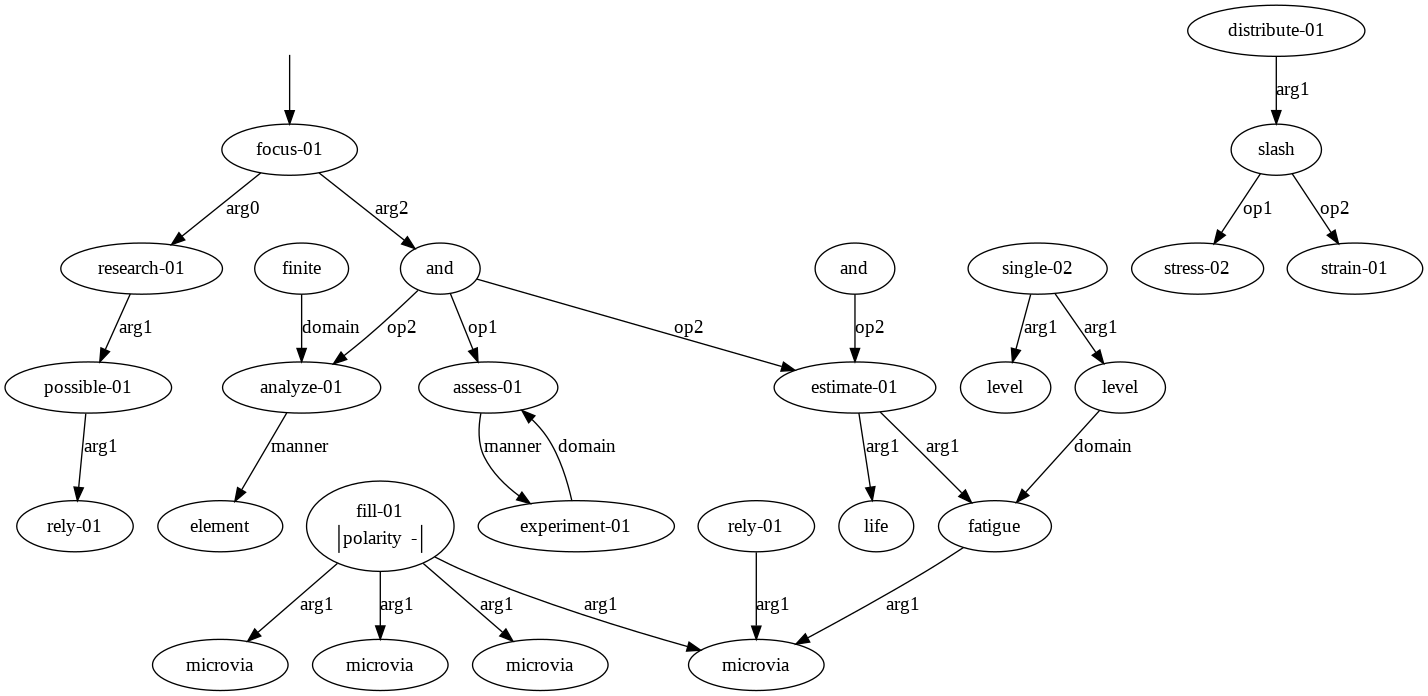 distribute-01
arg1
focus-01
slash
arg0
arg2
op1
op2
research-01
finite
and
and
single-02
stress-02
strain-01
arg1
domain
op2
op1
op2
op2
arg1
arg1
possible-01
analyze-01
assess-01
estimate-01
level
level
arg1
manner
manner
domain
arg1
arg1
domain
rely-01
element
fill-01
polarity -
experiment-01
rely-01
life
fatigue
arg1
arg1
arg1
arg1
arg1
arg1
microvia
microvia
microvia
microvia